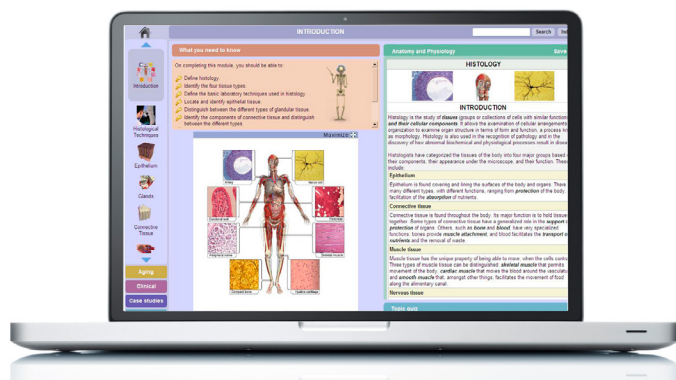 INTRODUCTION
Search
What you need to know
On completing this module, you should be able to:
Define histology.
Identify the four tissue types.
Define the basic laboratory techniques used in histology.
Locate and identify epithelial tissue.
Distinguish between the different types of glandular tissue
Identify the components of connective tissue and distinguish
between the different types.
Maximize
Introduction
Histological
Techniques
Epithelium
Glands
Connective
Tissue
Aging
Clinical
Case studies
Nerve cell
Skeletal muscle
Compact bone
Hyaline cartilage
Anatomy and Physiology
Save
HISTOLOGY
INTRODUCTION
Histology is the study of tissues (groups or collections of cells with similar function
and their cellular components. It allows the examination of cellular arrangements
organization to examine organ structure in terms of form and function, a process
as morphology. Histology is also used in the recognition of pathology and in the
discovery of how abnormal biochemical and physiological processes result in
Histologists have categorized the tissues of the body into four major groups based
their components, their appearance under the microscope, and their function. These
include:
Epithelium
Epithelium is found covering and lining the surfaces of the body and organs. There
many different types, with different functions, ranging from protection of the body,
facilitation of the absorption of nutrients.
Connective tissue
Connective tissue is found throughout the body. Its major function is to hold tissue
together. Some types of connective tissue have a generalized role in the support
protection of organs. Others, such as bone and blood, have very specialized
functions: bones provide muscle attachment, and blood facilitates the transport
nutrients and the removal of waste.
Muscle tissue
Muscle tissue has the unique property of being able to move, when the cells
Three types of muscle tissue can be distinguished: skeletal muscle that permits
movement of the body, cardiac muscle that moves the blood around the
and smooth muscle that, amongst other things, facilitates the movement of food
along the alimentary canal.
Nervous tissue
Topic quiz